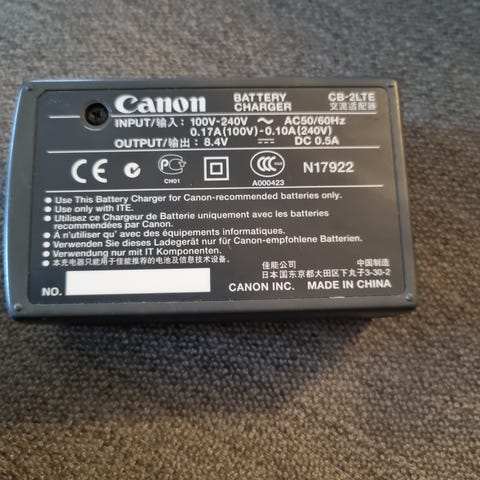 Canon BATTERY CHARGER CB-2LTE 交流适配器
INPUT/输入: 100V-240V ~ AC50/60Hz
0.17A(100V)-0.10A(240V)
OUTPUT/输出: 8.4V ⎓ DC 0.5A
CE PG CCC N17922
CH01 A000423
● Use This Battery Charger for Canon-recommended batteries only.
● Use only with ITE.
● Utilisez ce Chargeur de Batterie uniquement avec les batteries
recommandées par Canon.
● À n'utiliser qu' avec des équipements informatiques.
● Verwenden Sie dieses Ladegerät nur für Canon-empfohlene Batterien.
● Verwendung nur mit IT Komponenten.
● 本充电器只能用于佳能推荐的电池及信息技术设备。
佳能公司 中国制造
日本国东京都大田区下丸子3-30-2
NO. CANON INC. MADE IN CHINA